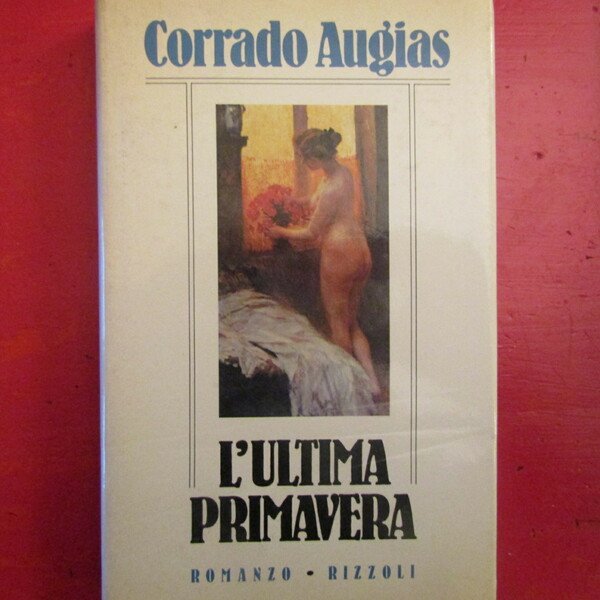 Corrado Augias
L'ULTIMA
PRIMAVERA
ROMANZO • RIZZOLI